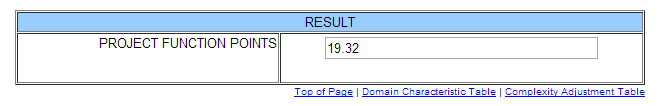 RESULT
PROJECT FUNCTION POINTS 19.32
Top of Page | Domain Characteristic Table | Complexity Adjustment Table